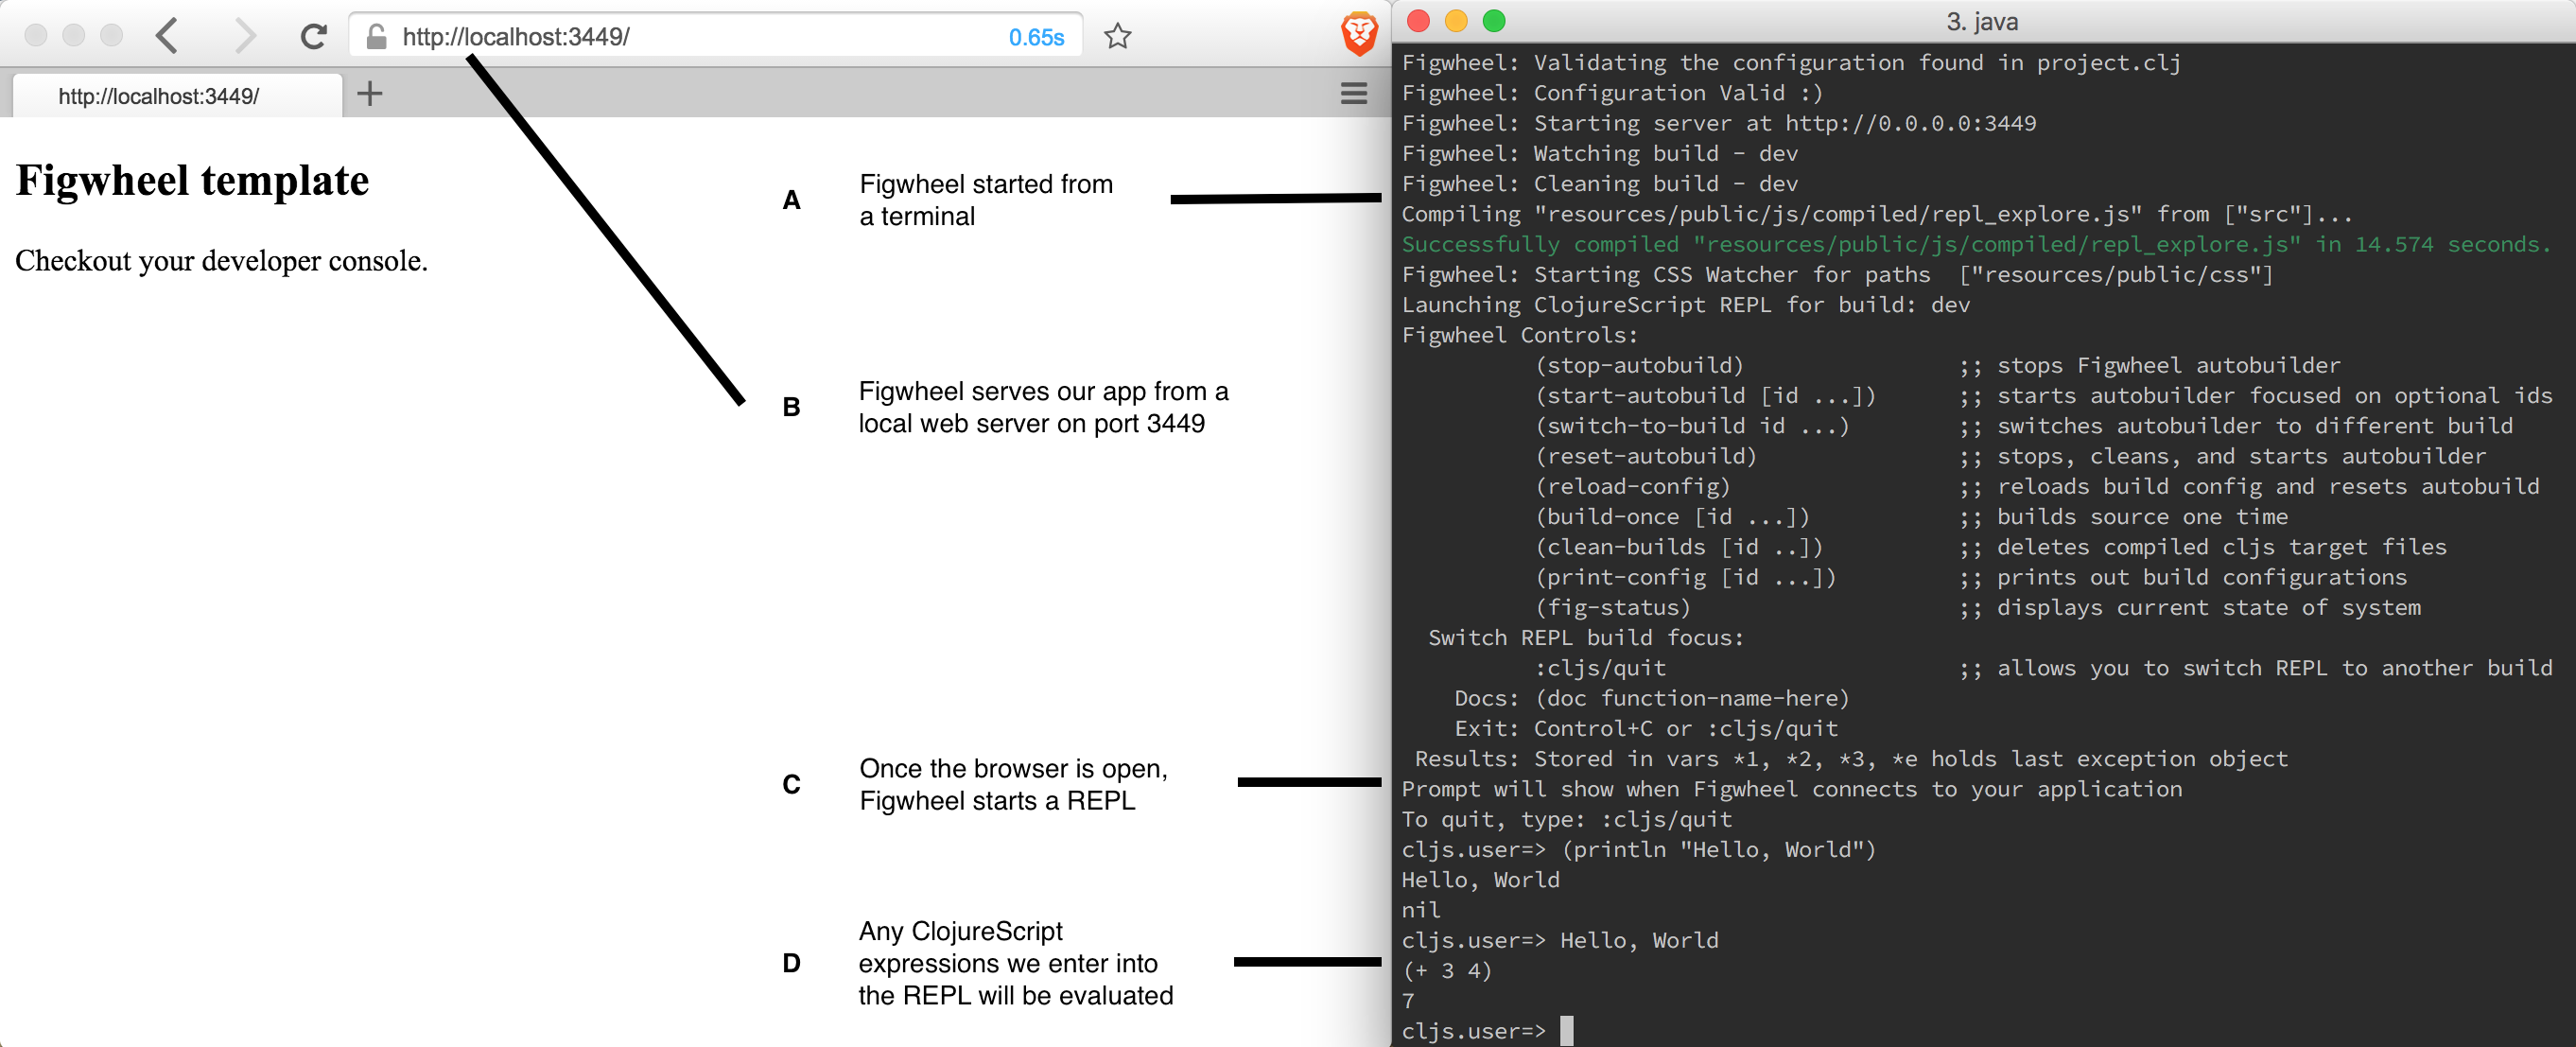 http://localhost:3449/
0.65s
http://localhost:3449/
Figwheel template
Checkout your developer console.
A
Figwheel started from
a terminal
B
Figwheel serves our app from a
local web server on port 3449
C
Once the browser is open,
Figwheel starts a REPL
D
Any ClojureScript
expressions we enter into
the REPL will be evaluated
3. java
Figwheel: Validating the configuration found in project.clj
Figwheel: Configuration Valid :)
Figwheel: Starting server at http://0.0.0.0:3449
Figwheel: Watching build - dev
Figwheel: Cleaning build - dev
Compiling "resources/public/js/compiled/repl_explore.js" from ["src"]...
Successfully compiled "resources/public/js/compiled/repl_explore.js" in 14.574 seconds.
Figwheel: Starting CSS Watcher for paths  ["resources/public/css"]
Launching ClojureScript REPL for build: dev
Figwheel Controls:
(stop-autobuild) ;; stops Figwheel autobuilder
(start-autobuild [id ...]) ;; starts autobuilder focused on optional ids
(switch-to-build id ...) ;; switches autobuilder to different build
(reset-autobuild) ;; stops, cleans, and starts autobuilder
(reload-config) ;; reloads build config and resets autobuild
(build-once [id ...]) ;; builds source one time
(clean-builds [id ..]) ;; deletes compiled cljs target files
(print-config [id ...]) ;; prints out build configurations
(fig-status) ;; displays current state of system
Switch REPL build focus:
:cljs/quit ;; allows you to switch REPL to another build
Docs: (doc function-name-here)
Exit: Control+C or :cljs/quit
Results: Stored in vars *1, *2, *3, *e holds last exception object
Prompt will show when Figwheel connects to your application
To quit, type: :cljs/quit
cljs.user=> (println "Hello, World")
Hello, World
nil
cljs.user=> Hello, World
(+ 3 4)
7
cljs.user=>